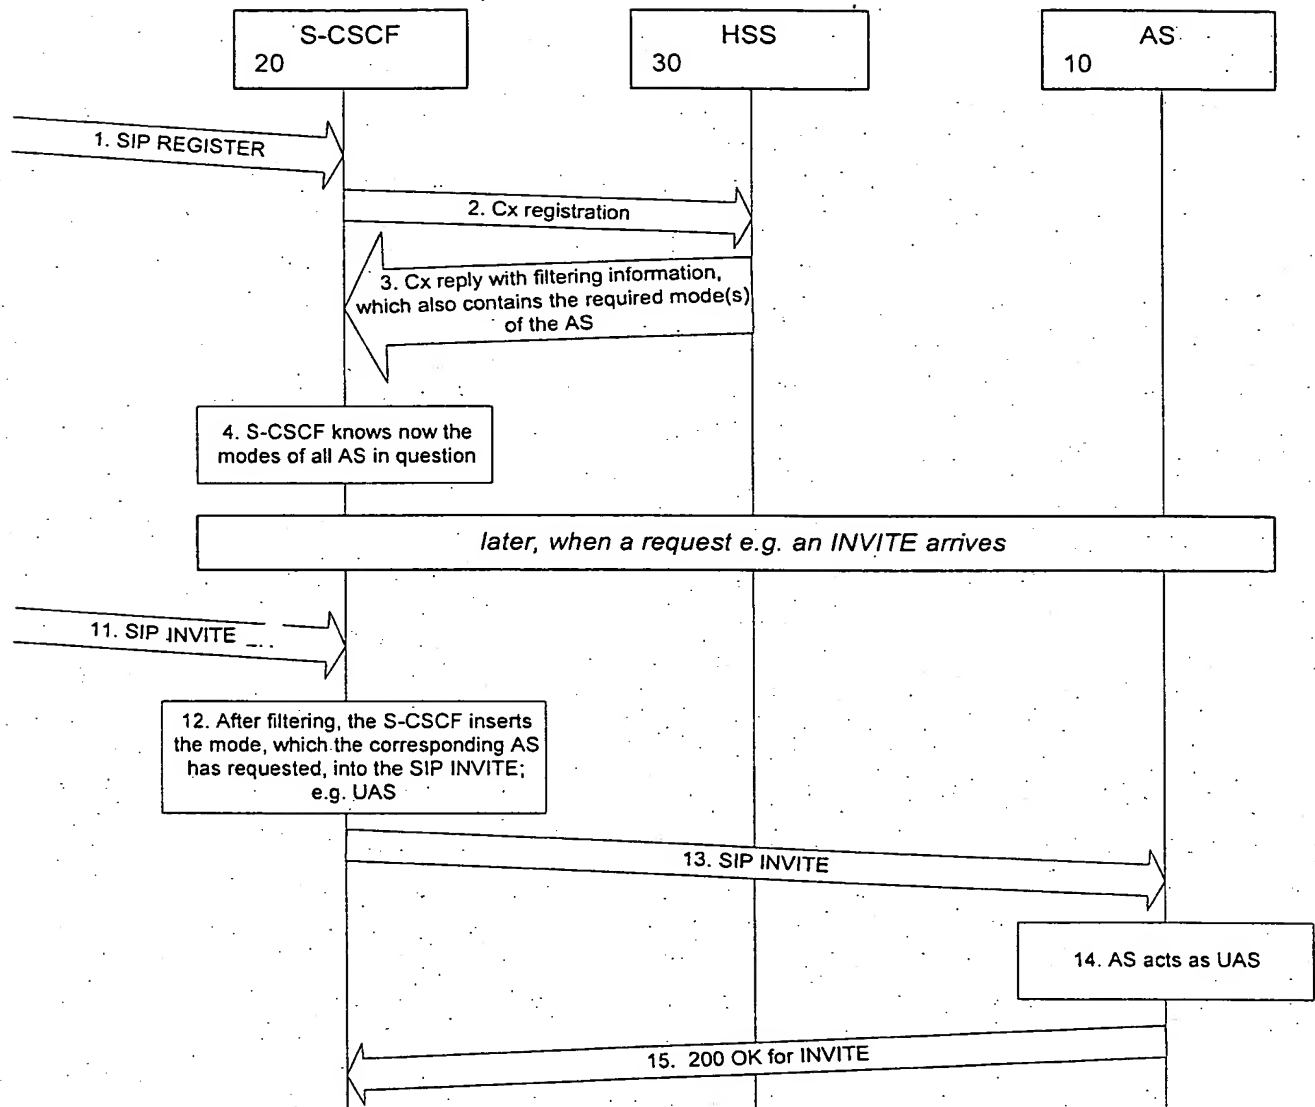 S-CSCF
20
HSS
30
AS
10
1. SIP REGISTER
2. Cx registration
3. Cx reply with filtering information,
which also contains the required mode(s)
of the AS
4. S-CSCF knows now the
modes of all AS in question
later, when a request e.g. an INVITE arrives
11. SIP INVITE
12. After filtering, the S-CSCF inserts
the mode, which the corresponding AS
has requested, into the SIP INVITE;
e.g. UAS
13. SIP INVITE
14. AS acts as UAS
15. 200 OK for INVITE